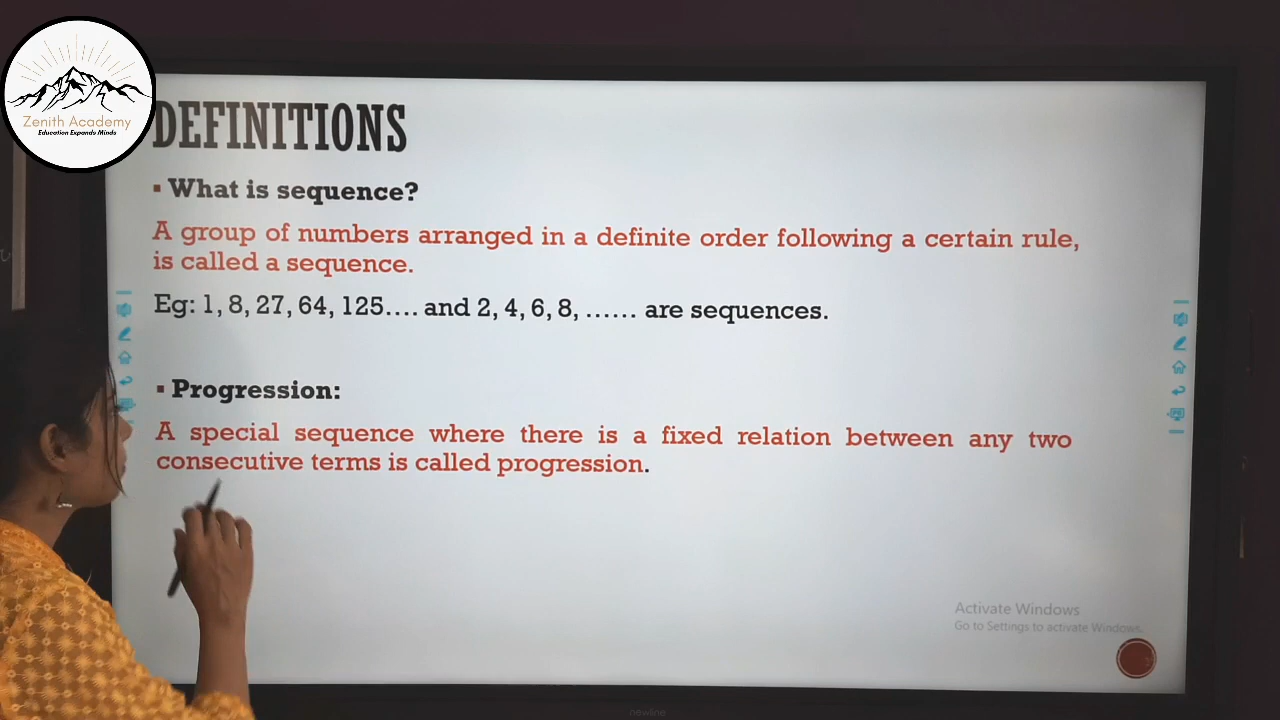 Zenith Academy
Education Expands Minds
DEFINITIONS
▪ What is sequence?
A group of numbers arranged in a definite order following a certain rule,
is called a sequence.
Eg: 1, 8, 27, 64, 125.... and 2, 4, 6, 8, ...... are sequences.
▪ Progression:
A special sequence where there is a fixed relation between any two
consecutive terms is called progression.
Activate Windows
Go to Settings to activate Windows.
newline